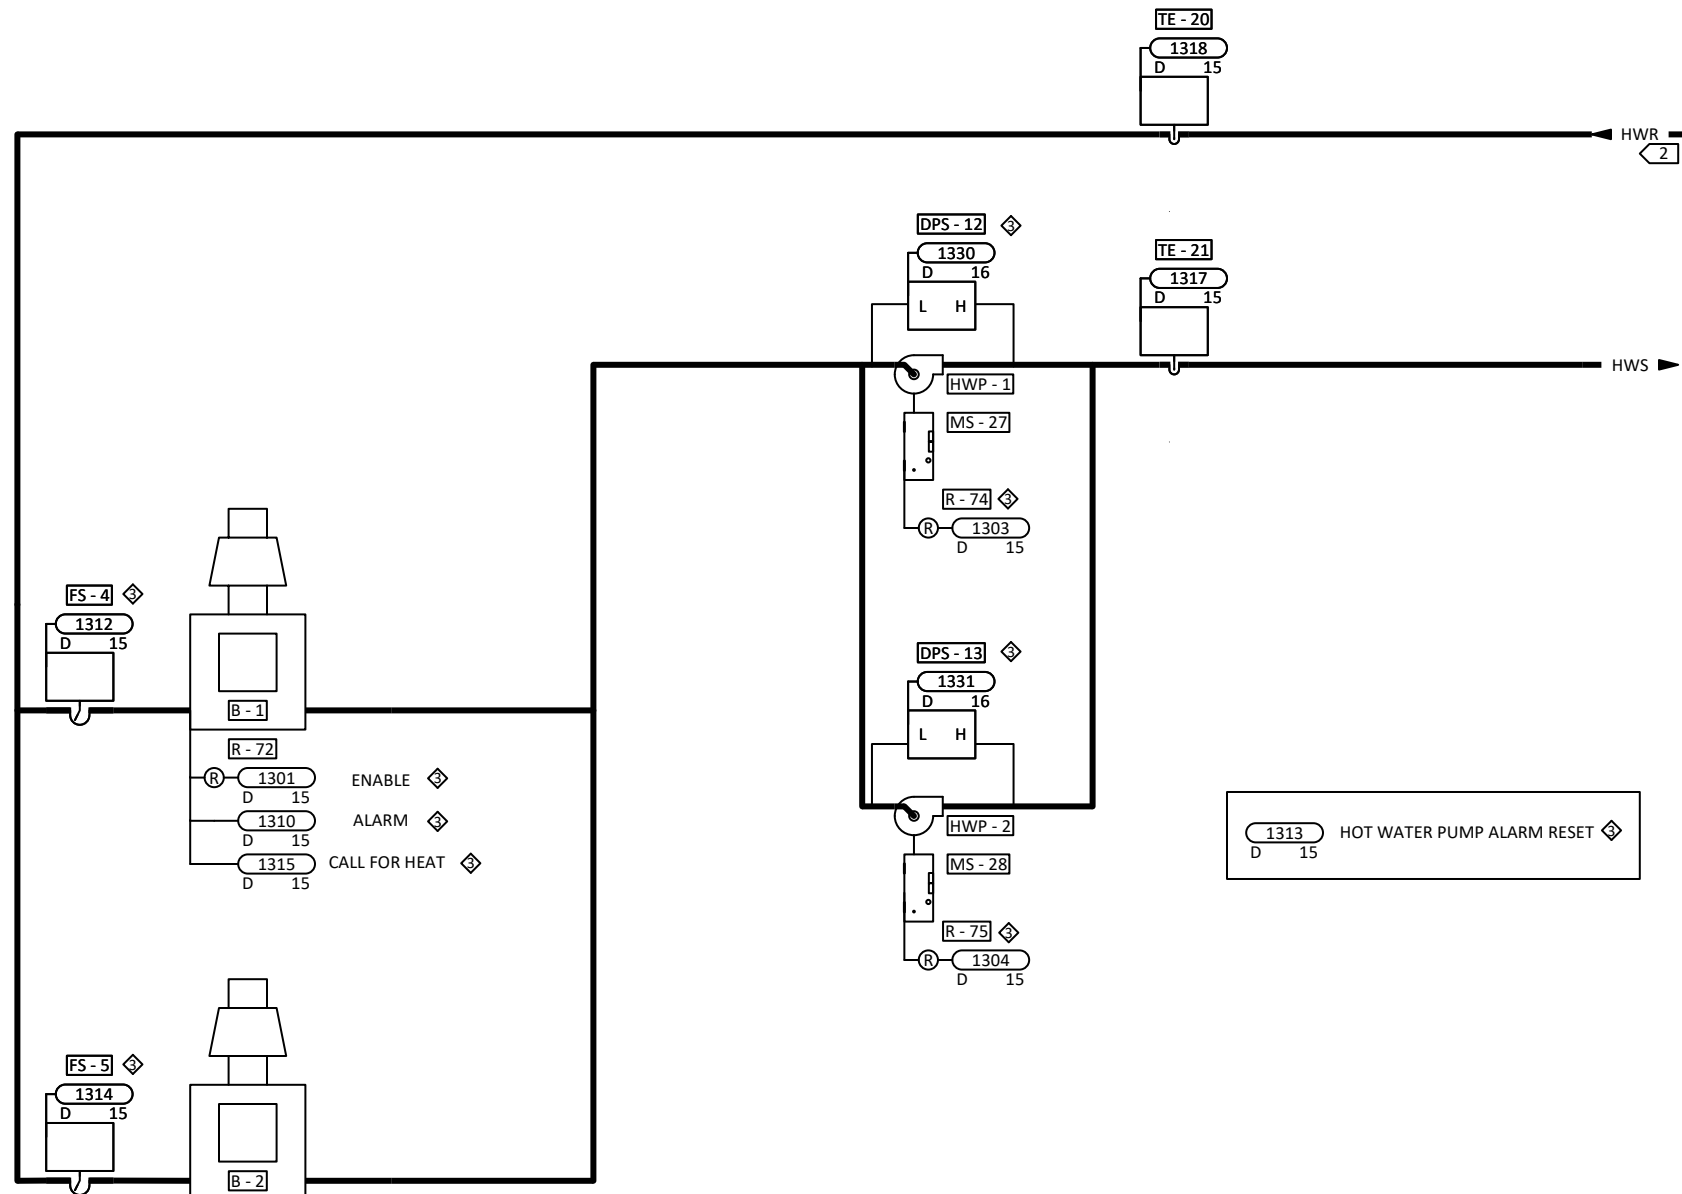 TE - 20
1318
D 15
HWR
2
DPS - 12 3
1330
D 16
L H
TE - 21
1317
D 15
HWS
HWP - 1
MS - 27
R - 74 3
R 1303
D 15
FS - 4 3
1312
D 15
B - 1
R - 72
R 1301 ENABLE 3
D 15
1310 ALARM 3
D 15
1315 CALL FOR HEAT 3
D 15
DPS - 13 3
1331
D 16
L H
HWP - 2
MS - 28
R - 75 3
R 1304
D 15
1313 HOT WATER PUMP ALARM RESET 3
D 15
FS - 5 3
1314
D 15
B - 2